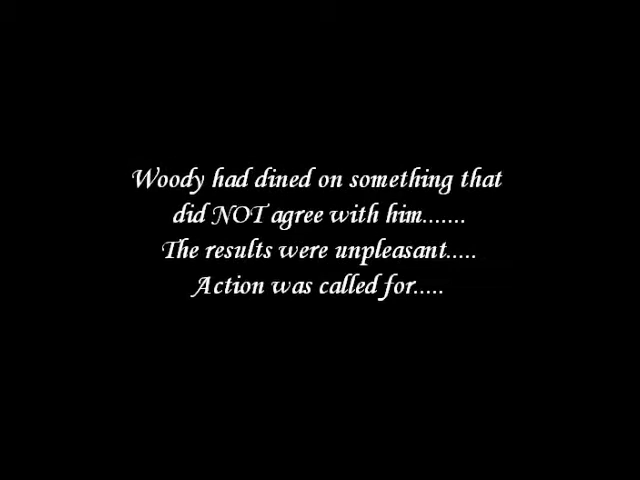 Woody had dined on something that
did NOT agree with him.......
The results were unpleasant.....
Action was called for.....